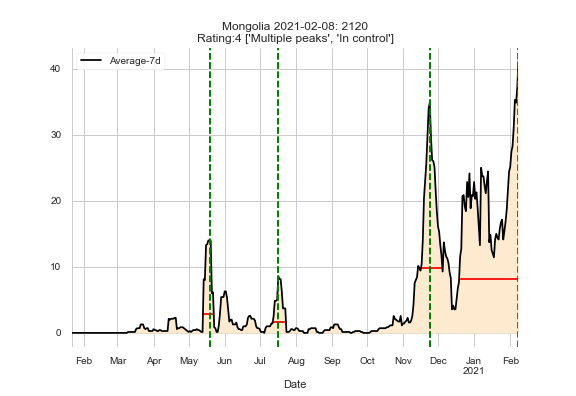 Mongolia 2021-02-08: 2120
Rating:4 ['Multiple peaks', 'In control']
Average-7d
40
30
20
10
0
Feb Mar Apr May Jun Jul Aug Sep Oct Nov Dec Jan Feb
2021
Date